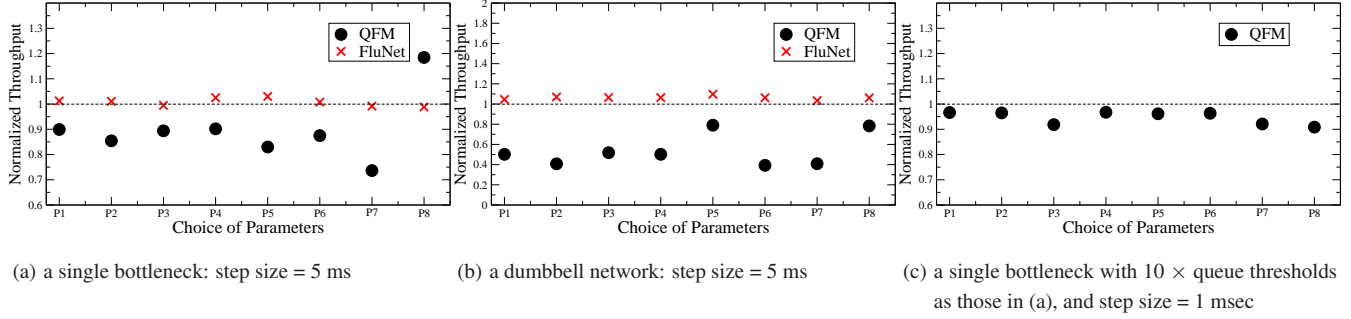 1.3
1.2
1.1
1
0.9
0.8
0.7
0.6
Normalized Throughput
QFM
FluNet
P1 P2 P3 P4 P5 P6 P7 P8
Choice of Parameters
2
1.8
1.6
1.4
1.2
1
0.8
0.6
0.4
0.2
0
Normalized Throughput
QFM
FluNet
P1 P2 P3 P4 P5 P6 P7 P8
Choice of Parameters
1.3
1.2
1.1
1
0.9
0.8
0.7
0.6
Normalized Throughput
QFM
P1 P2 P3 P4 P5 P6 P7 P8
Choice of Parameters
(a) a single bottleneck: step size = 5 ms
(b) a dumbbell network: step size = 5 ms
(c) a single bottleneck with 10 × queue thresholds
as those in (a), and step size = 1 msec